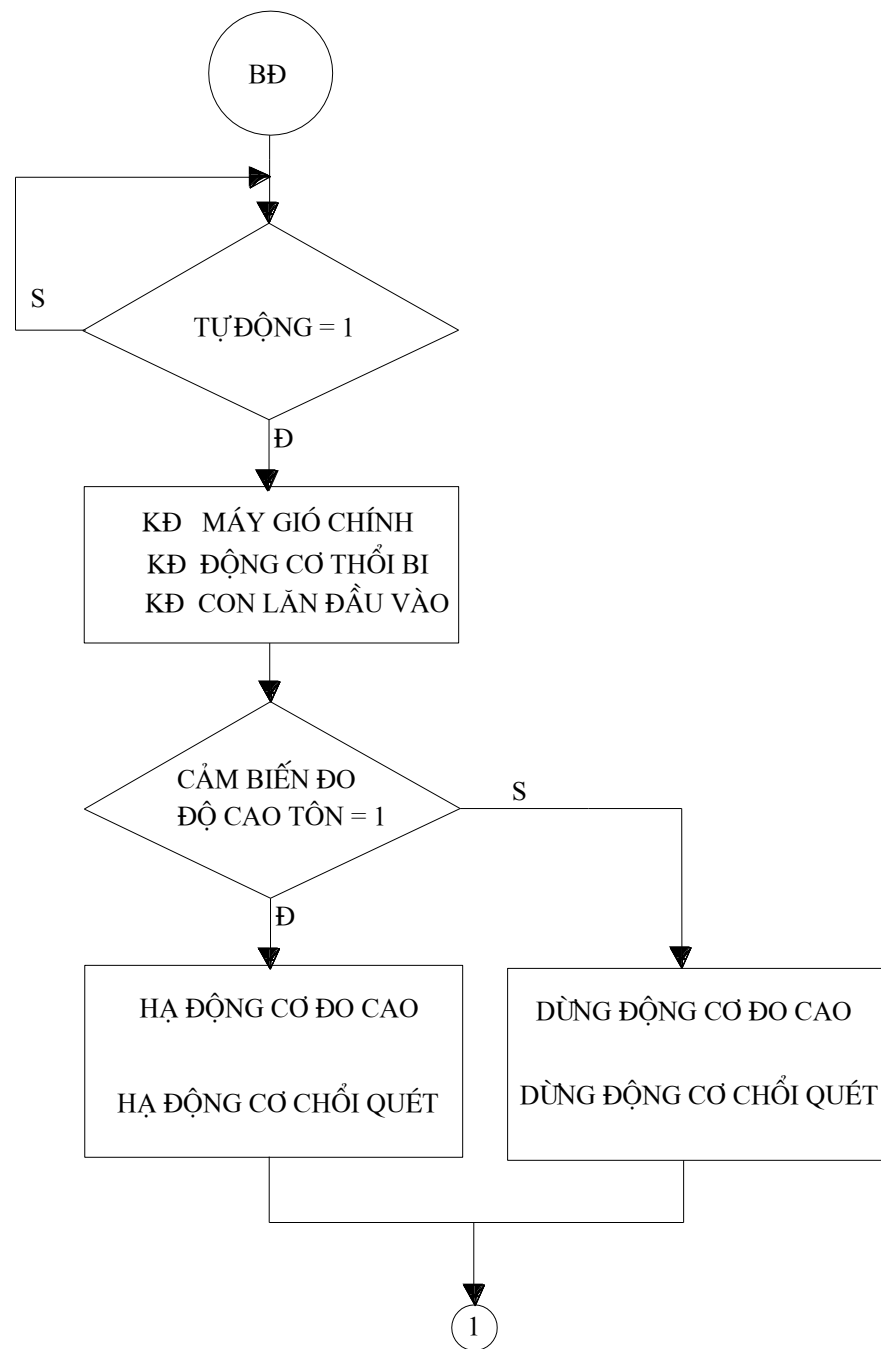 BĐ
S
TỰ ĐỘNG = 1
Đ
KĐ MÁY GIÓ CHÍNH
KĐ ĐỘNG CƠ THỔI BI
KĐ CON LĂN ĐẦU VÀO
CẢM BIẾN ĐO
ĐỘ CAO TÔN = 1
S
Đ
HẠ ĐỘNG CƠ ĐO CAO
HẠ ĐỘNG CƠ CHỔI QUÉT
DỪNG ĐỘNG CƠ ĐO CAO
DỪNG ĐỘNG CƠ CHỔI QUÉT
1